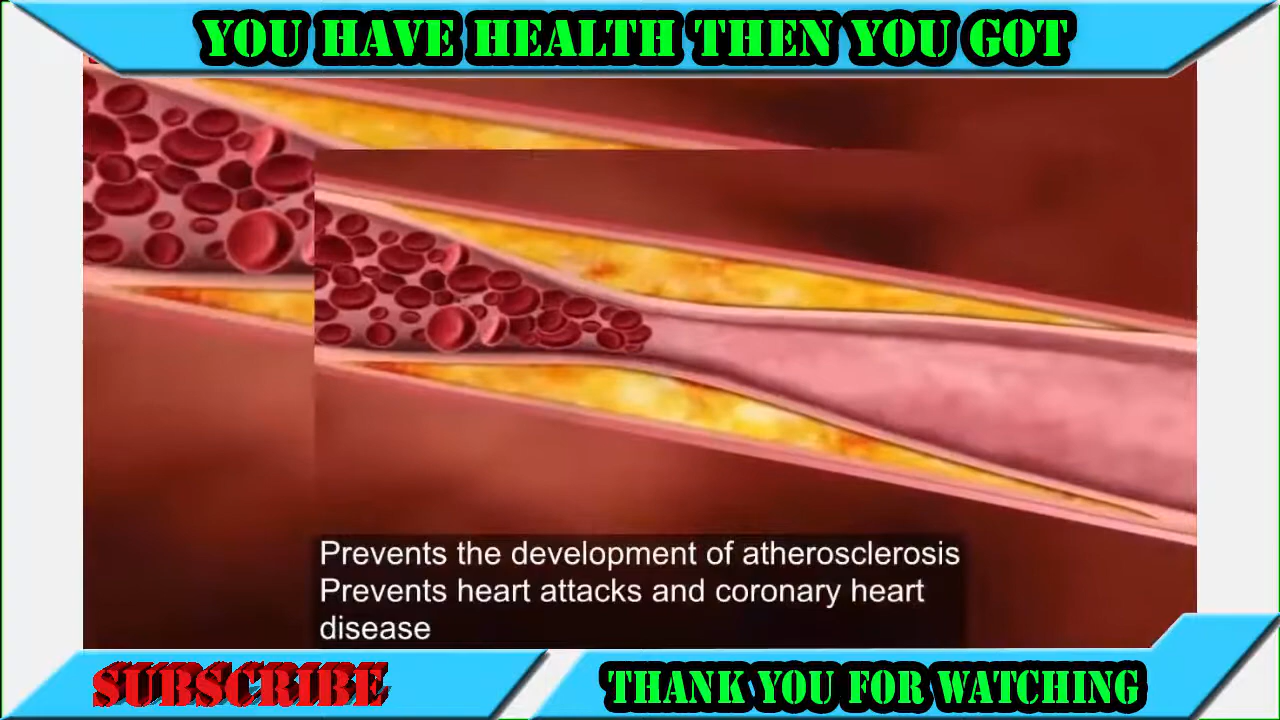 YOU HAVE HEALTH THEN YOU GOT
Prevents the development of atherosclerosis
Prevents heart attacks and coronary heart
disease
SUBSCRIBE
THANK YOU FOR WATCHING